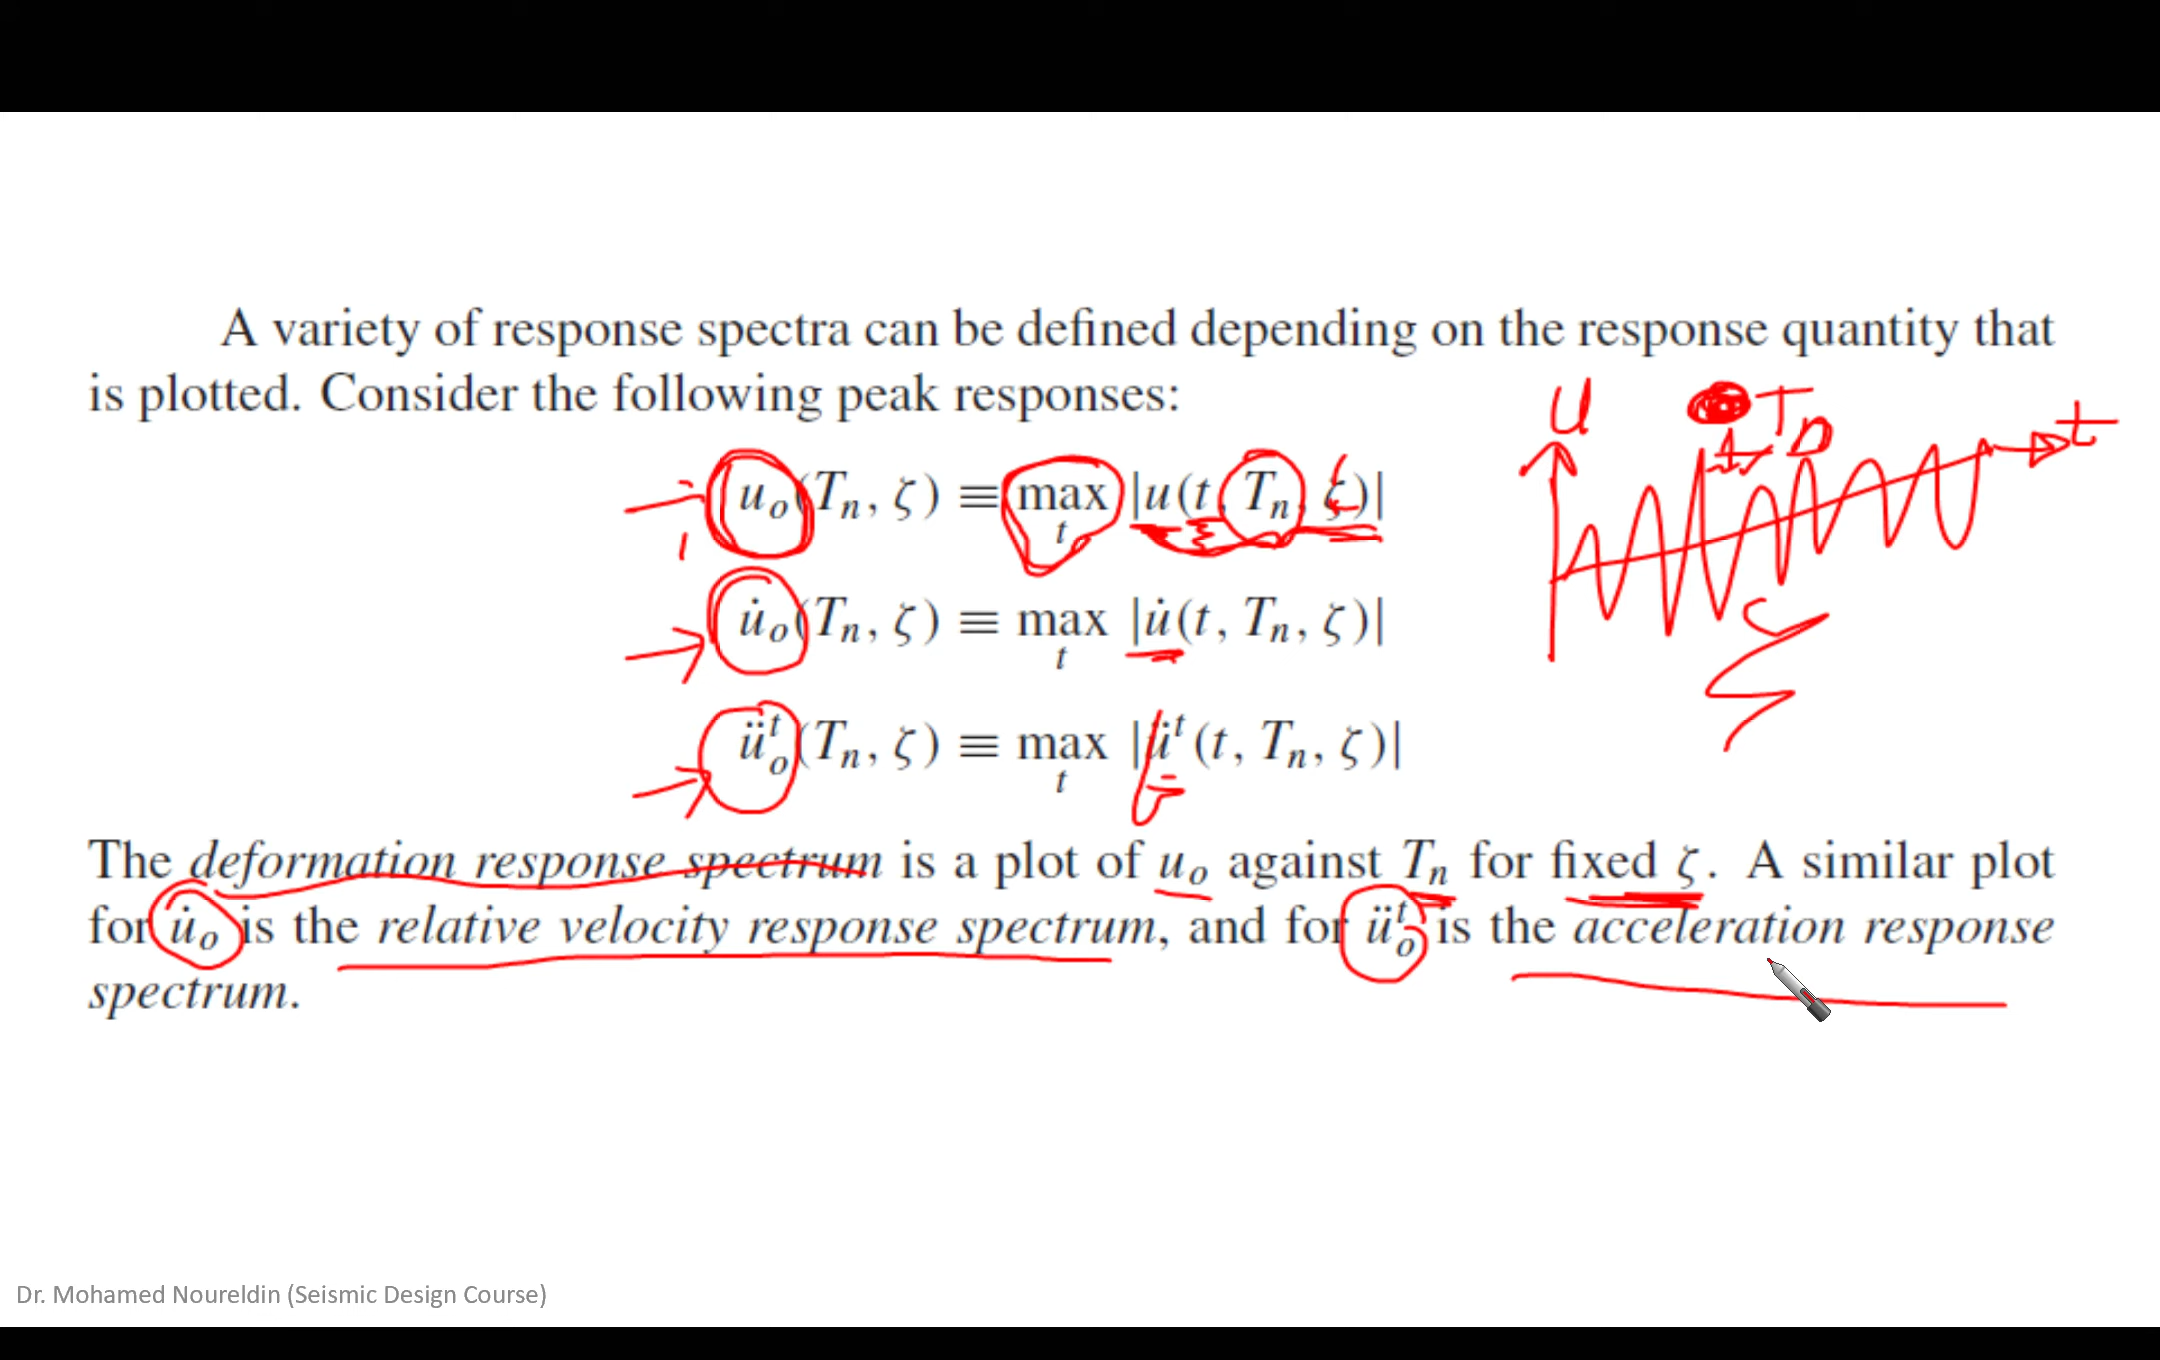 A variety of response spectra can be defined depending on the response quantity that
is plotted. Consider the following peak responses:
u
T_n
t
u_o(T_n, ζ) ≡ max_t |u(t, T_n, ζ)|
u̇_o(T_n, ζ) ≡ max_t |u̇(t, T_n, ζ)|
ζ
ü_o^t(T_n, ζ) ≡ max_t |ü^t(t, T_n, ζ)|
The deformation response spectrum is a plot of u_o against T_n for fixed ζ. A similar plot
for u̇_o is the relative velocity response spectrum, and for ü_o^t is the acceleration response
spectrum.
Dr. Mohamed Noureldin (Seismic Design Course)